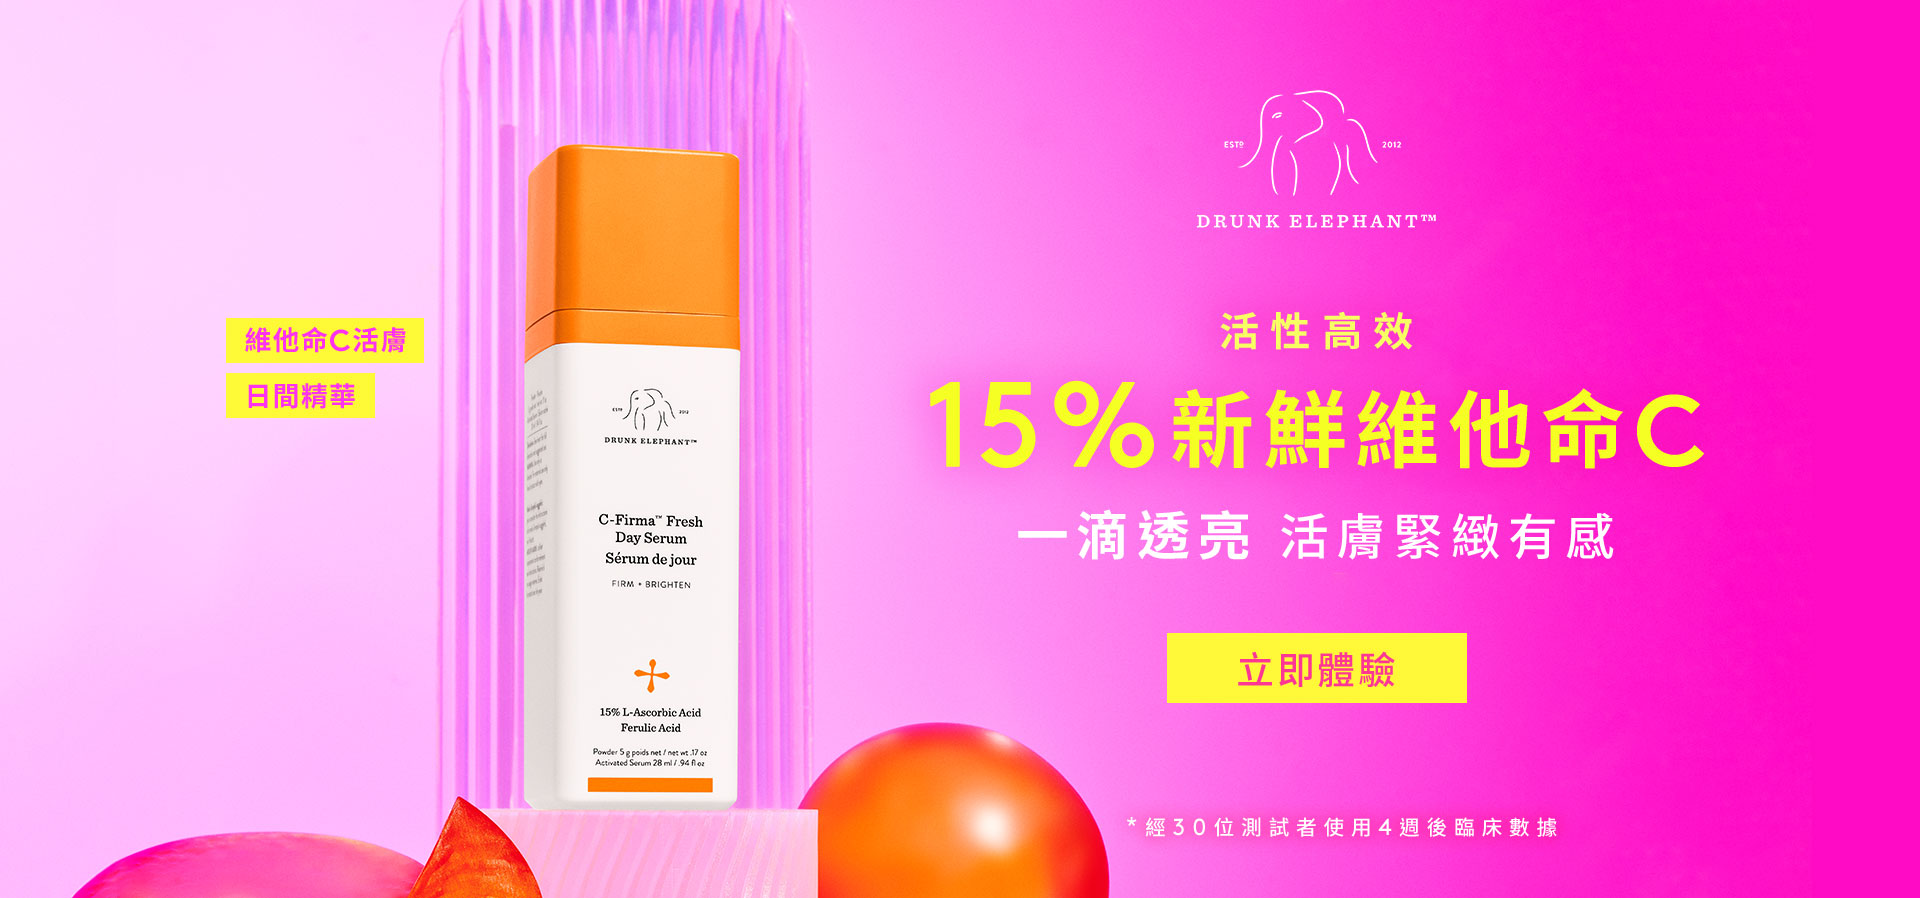 ESTD
2012
DRUNK ELEPHANT™
活性高效
15%新鮮維他命C
一滴透亮 活膚緊緻有感
立即體驗
*經30位測試者使用4週後臨床數據
維他命C活膚
日間精華
ESTD
2012
DRUNK ELEPHANT™
C-Firma™ Fresh
Day Serum
Sérum de jour
FIRM + BRIGHTEN
15% L-Ascorbic Acid
Ferulic Acid
Powder 5 g poids net / net wt .17 oz
Activated Serum 28 ml / .94 fl oz